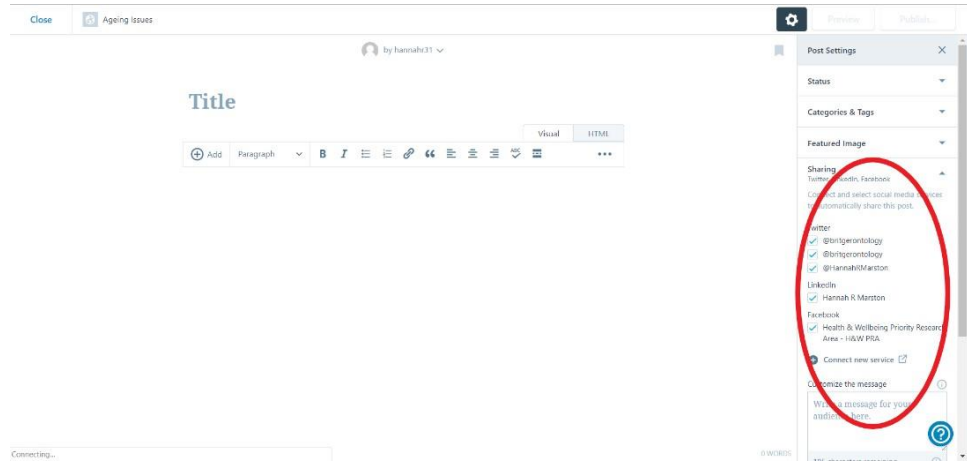 Close
Ageing Issues
Preview
Publish...
by hannahr31
Title
Visual HTML
Add Paragraph B I ABC
Post Settings
Status
Categories & Tags
Featured Image
Sharing
Twitter, LinkedIn, Facebook
Connect and select social media services
to automatically share this post.
Twitter
@britgerontology
@britgerontology
@HannahRMarston
LinkedIn
Hannah R Marston
Facebook
Health & Wellbeing Priority Research
Area - H&W PRA
Connect new service
Customize the message
Write a message for your
audience here.
characters remaining
Connecting...
0 WORDS